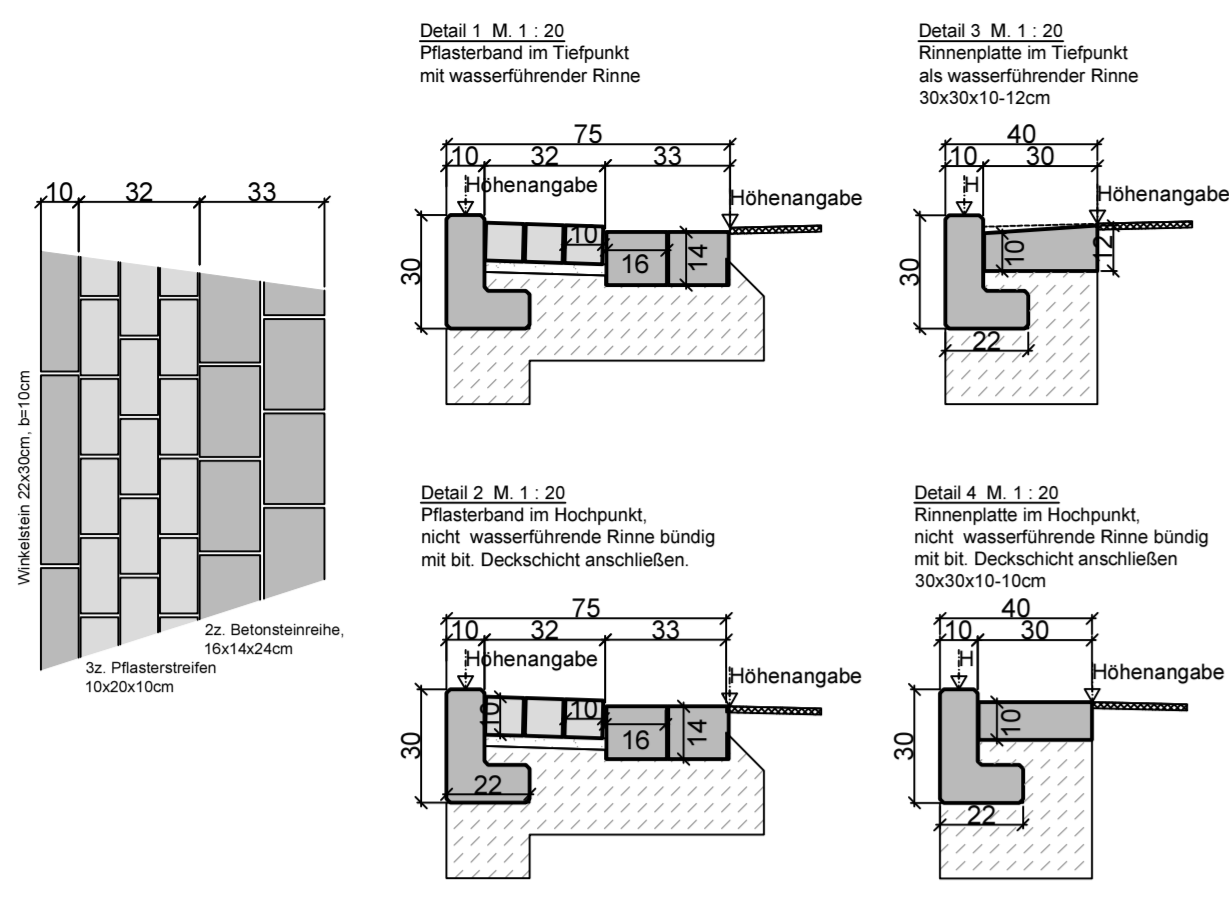 10 32 33
Winkelstein 22x30cm, b=10cm
2z. Betonsteinreihe,
16x14x24cm
3z. Pflasterstreifen
10x20x10cm
Detail 1 M. 1 : 20
Pflasterband im Tiefpunkt
mit wasserführender Rinne
75
10 32 33
Höhenangabe
Höhenangabe
30
10
16
14
Detail 3 M. 1 : 20
Rinnenplatte im Tiefpunkt
als wasserführender Rinne
30x30x10-12cm
40
10 30
H
Höhenangabe
30
10
12
22
Detail 2 M. 1 : 20
Pflasterband im Hochpunkt,
nicht wasserführende Rinne bündig
mit bit. Deckschicht anschließen.
75
10 32 33
Höhenangabe
Höhenangabe
30
10
10
16
14
22
Detail 4 M. 1 : 20
Rinnenplatte im Hochpunkt,
nicht wasserführende Rinne bündig
mit bit. Deckschicht anschließen
30x30x10-10cm
40
10 30
H
Höhenangabe
30
10
22